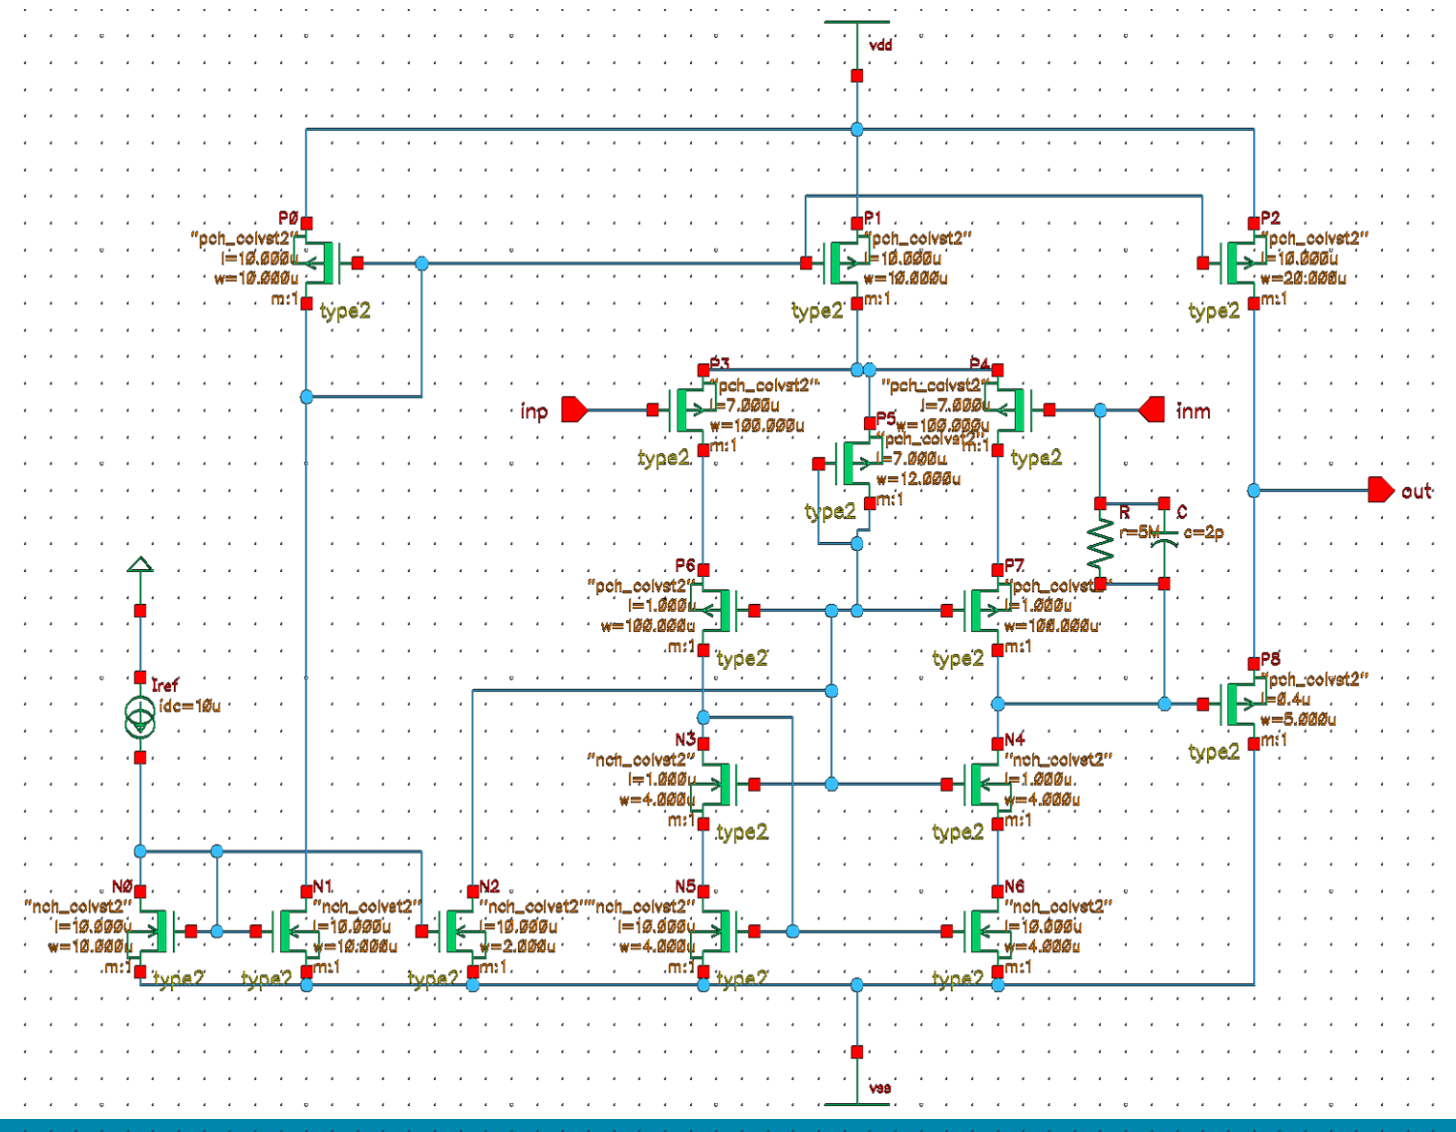 vdd
P0
"pch_colvst2"
l=10.000u
w=10.000u
m:1
type2
P1
"pch_colvst2"
l=10.000u
w=10.000u
m:1
type2
P2
"pch_colvst2"
l=10.000u
w=20.000u
m:1
type2
inp
P3
"pch_colvst2"
l=7.000u
w=100.000u
m:1
type2
P4
"pch_colvst2"
l=7.000u
w=100.000u
m:1
type2
inm
P5
"pch_colvst2"
l=7.000u
w=12.000u
m:1
type2
out
R
r=5M
C
c=2p
P6
"pch_colvst2"
l=1.000u
w=100.000u
m:1
type2
P7
"pch_colvst2"
l=1.000u
w=100.000u
m:1
type2
Iref
idc=10u
P8
"pch_colvst2"
l=0.4u
w=5.000u
m:1
type2
N3
"nch_colvst2"
l=1.000u
w=4.000u
m:1
type2
N4
"nch_colvst2"
l=1.000u
w=4.000u
m:1
type2
N0
"nch_colvst2"
l=10.000u
w=10.000u
m:1
type2
N1
"nch_colvst2"
l=10.000u
w=10.000u
m:1
type2
N2
"nch_colvst2"
l=10.000u
w=2.000u
m:1
type2
N5
"nch_colvst2"
l=10.000u
w=4.000u
m:1
type2
N6
"nch_colvst2"
l=10.000u
w=4.000u
m:1
type2
vss